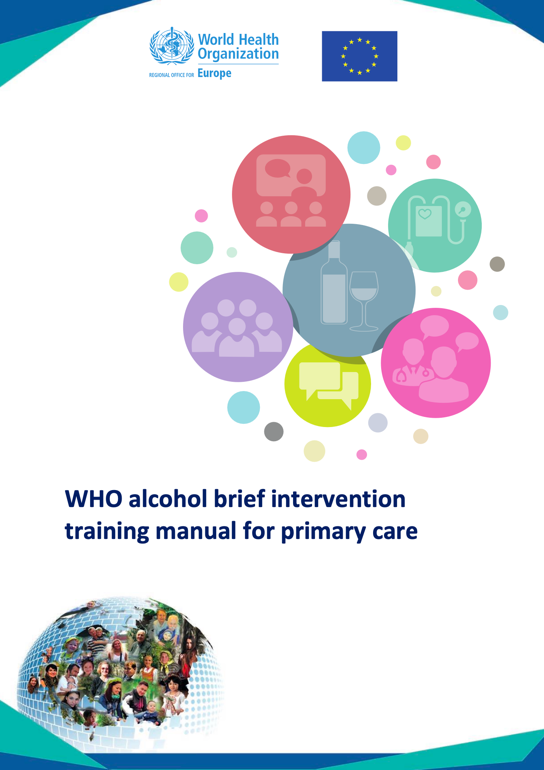 World Health
Organization
REGIONAL OFFICE FOR Europe
WHO alcohol brief intervention
training manual for primary care